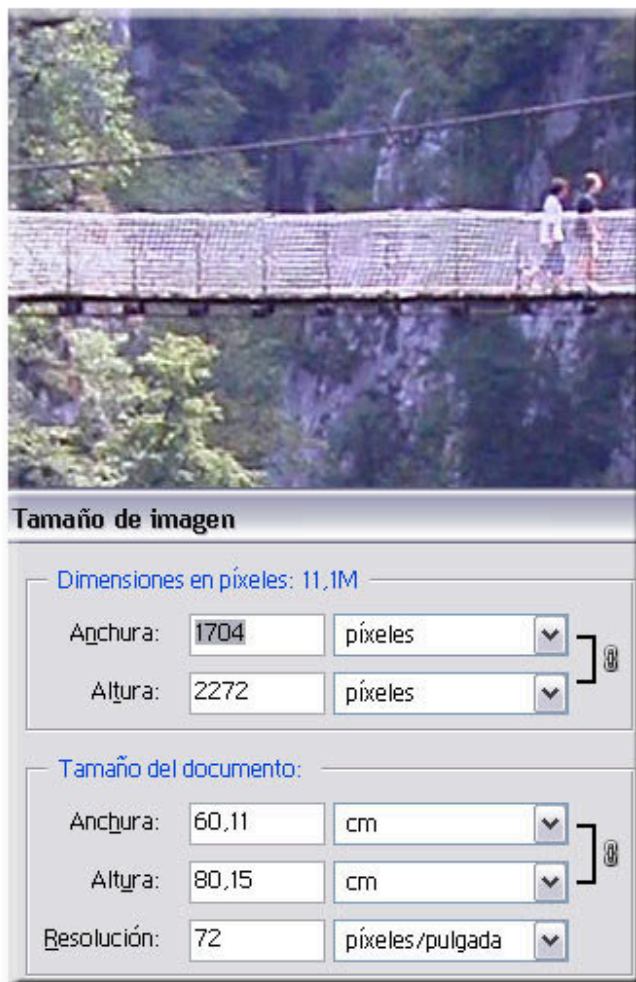 Tamaño de imagen
Dimensiones en píxeles: 11,1M
Anchura: 1704 píxeles
Altura: 2272 píxeles
Tamaño del documento:
Anchura: 60,11 cm
Altura: 80,15 cm
Resolución: 72 píxeles/pulgada